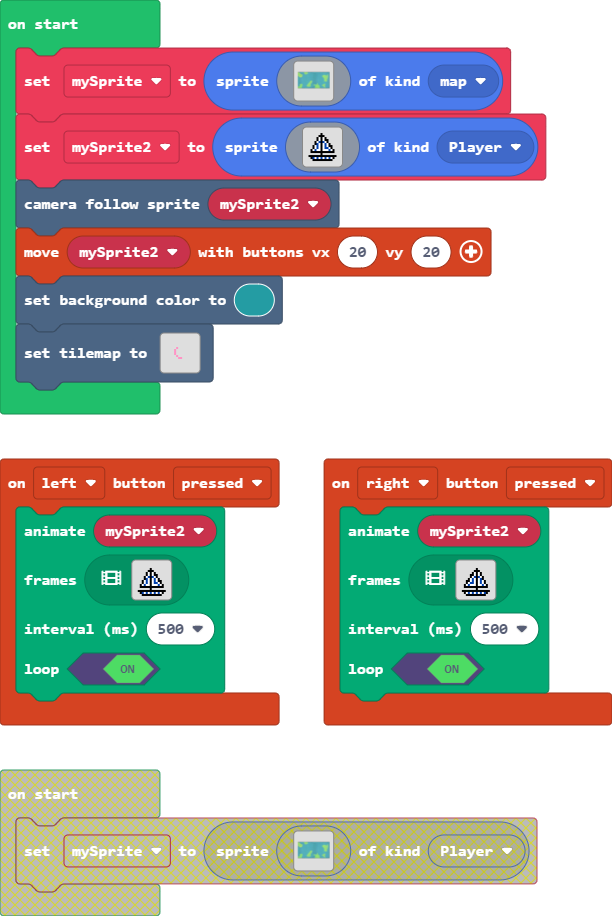 on start
set mySprite to sprite of kind map
set mySprite2 to sprite of kind Player
camera follow sprite mySprite2
move mySprite2 with buttons vx 20 vy 20
set background color to
set tilemap to
on left button pressed
animate mySprite2
frames
interval (ms) 500
loop ON
on right button pressed
animate mySprite2
frames
interval (ms) 500
loop ON
on start
set mySprite to sprite of kind Player